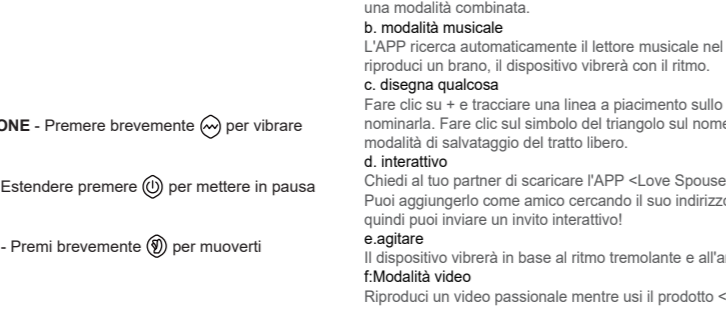 ONE - Premere brevemente per vibrare
Estendere premere per mettere in pausa
- Premi brevemente per muoverti
una modalità combinata.
b. modalità musicale
L'APP ricerca automaticamente il lettore musicale nel
riproduci un brano, il dispositivo vibrerà con il ritmo.
c. disegna qualcosa
Fare clic su + e tracciare una linea a piacimento sullo
nominarla. Fare clic sul simbolo del triangolo sul nome
modalità di salvataggio del tratto libero.
d. interattivo
Chiedi al tuo partner di scaricare l'APP <Love Spouse
Puoi aggiungerlo come amico cercando il suo indirizzo
quindi puoi inviare un invito interattivo!
e.agitare
Il dispositivo vibrerà in base al ritmo tremolante e
f:Modalità video
Riproduci un video passionale mentre usi il prodotto <